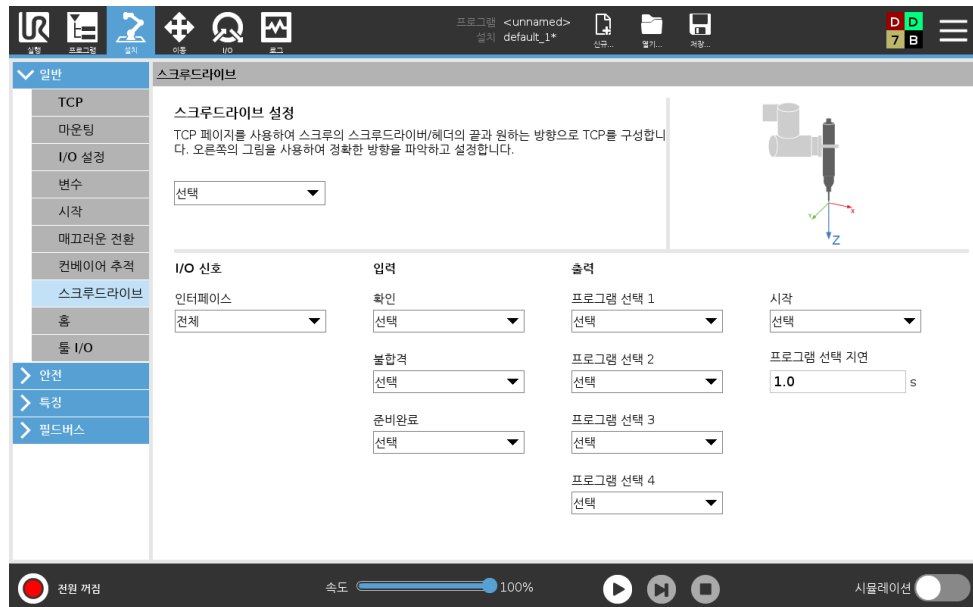 UR
실행
프로그램
설치
이동
I/O
로그
프로그램 <unnamed>
설치 default_1*
신규...
열기...
저장...
D D
7 B
일반
TCP
마운팅
I/O 설정
변수
시작
매끄러운 전환
컨베이어 추적
스크루드라이브
홈
툴 I/O
안전
특징
필드버스
스크루드라이브
스크루드라이브 설정
TCP 페이지를 사용하여 스크루의 스크루드라이버/헤더의 끝과 원하는 방향으로 TCP를 구성합니
다. 오른쪽의 그림을 사용하여 정확한 방향을 파악하고 설정합니다.
선택
Y X
Z
I/O 신호
인터페이스
전체
입력
확인
선택
불합격
선택
준비완료
선택
출력
프로그램 선택 1
선택
프로그램 선택 2
선택
프로그램 선택 3
선택
프로그램 선택 4
선택
시작
선택
프로그램 선택 지연
1.0 s
전원 꺼짐
속도 100%
시뮬레이션